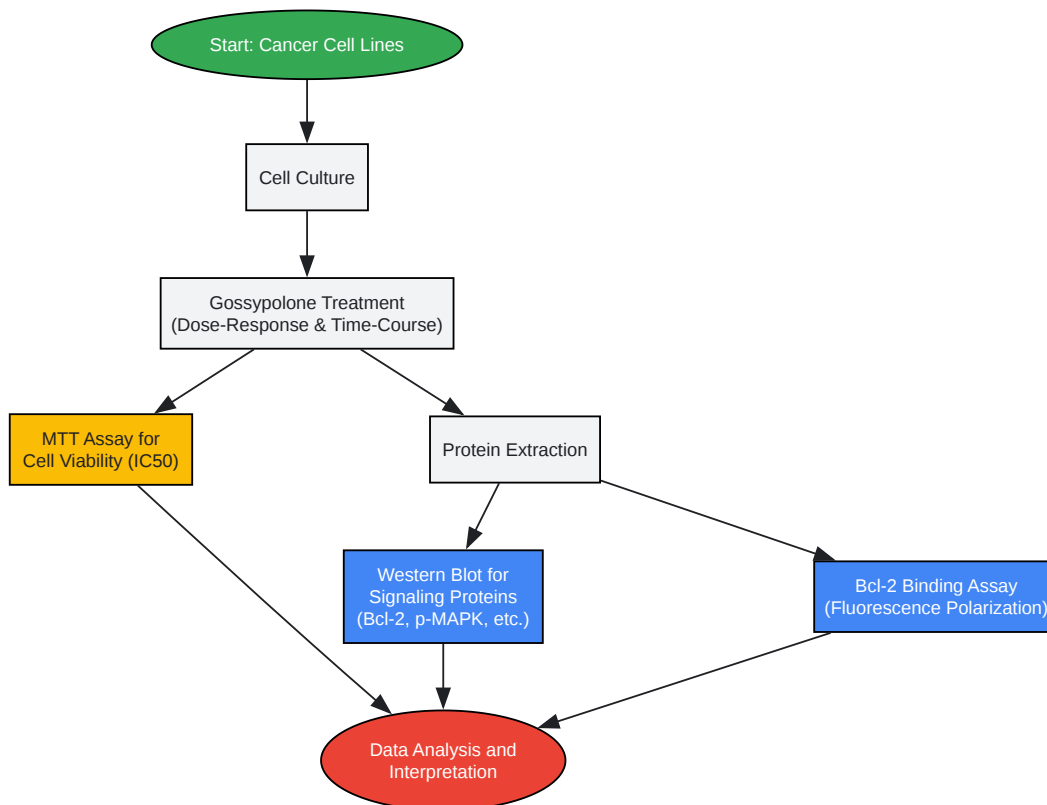 Start: Cancer Cell Lines
Cell Culture
Gossypolone Treatment
(Dose-Response & Time-Course)
MTT Assay for
Cell Viability (IC50)
Protein Extraction
Western Blot for
Signaling Proteins
(Bcl-2, p-MAPK, etc.)
Bcl-2 Binding Assay
(Fluorescence Polarization)
Data Analysis and
Interpretation